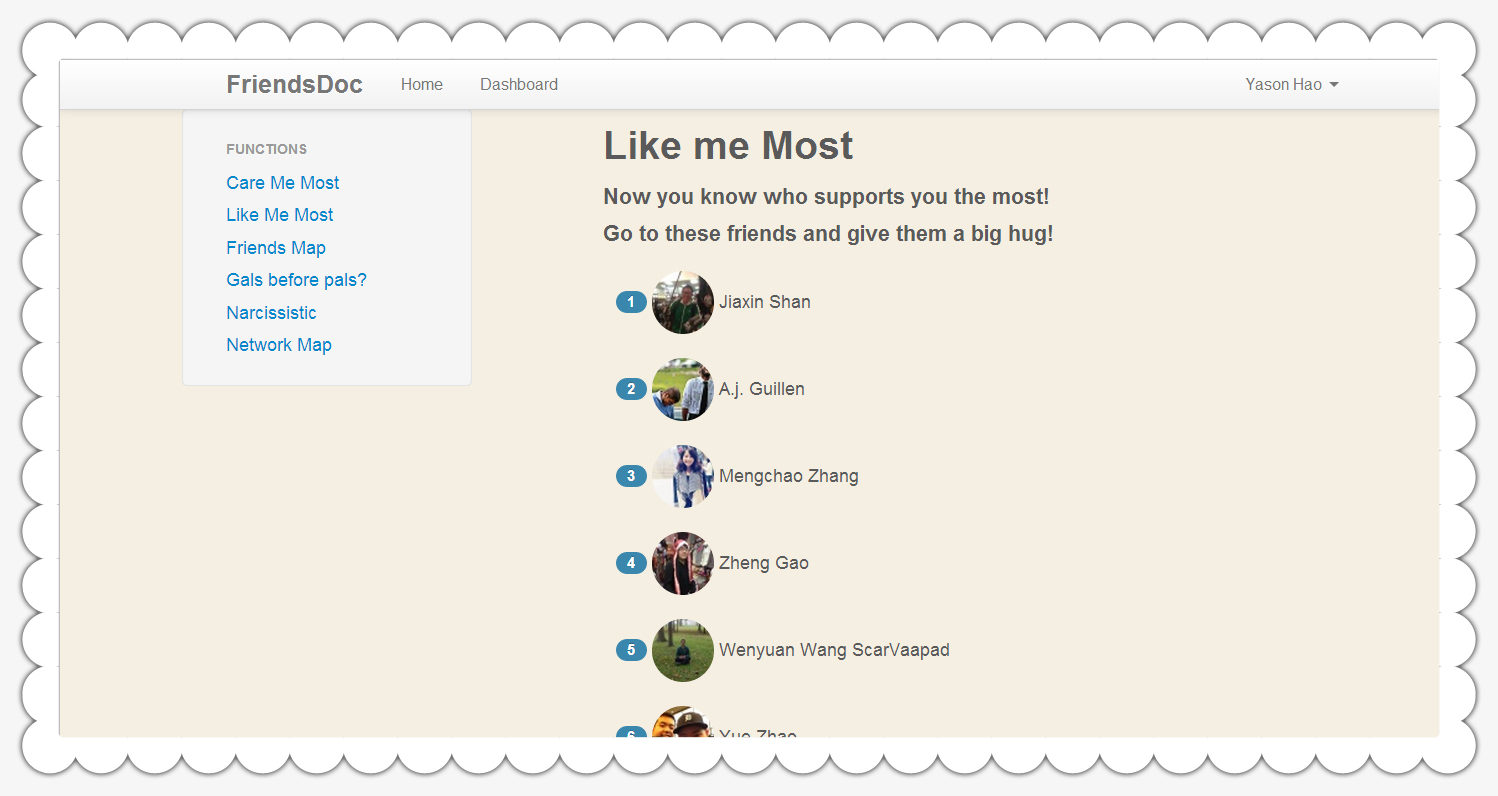 FriendsDoc Home Dashboard Yason Hao
FUNCTIONS
Care Me Most
Like Me Most
Friends Map
Gals before pals?
Narcissistic
Network Map
Like me Most
Now you know who supports you the most!
Go to these friends and give them a big hug!
1 Jiaxin Shan
2 A.j. Guillen
3 Mengchao Zhang
4 Zheng Gao
5 Wenyuan Wang ScarVaapad
6 Yue Zhao